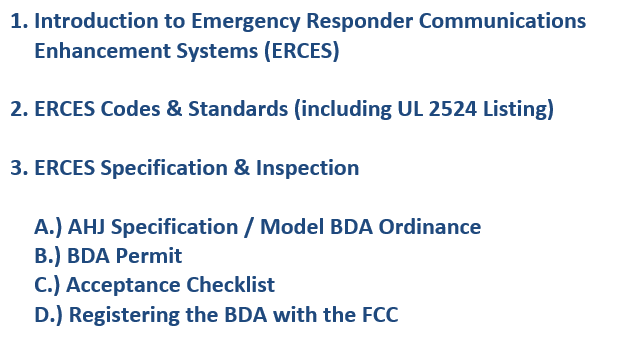 1. Introduction to Emergency Responder Communications
Enhancement Systems (ERCES)
2. ERCES Codes & Standards (including UL 2524 Listing)
3. ERCES Specification & Inspection
A.) AHJ Specification / Model BDA Ordinance
B.) BDA Permit
C.) Acceptance Checklist
D.) Registering the BDA with the FCC